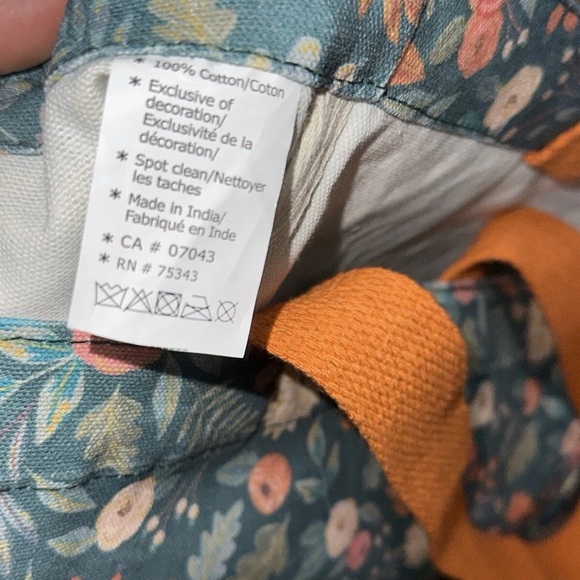 * 100% Cotton/Coton
* Exclusive of
decoration/
Exclusivité de la
décoration/
* Spot clean/Nettoyer
les taches
* Made in India/
Fabriqué en Inde
* CA # 07043
* RN # 75343